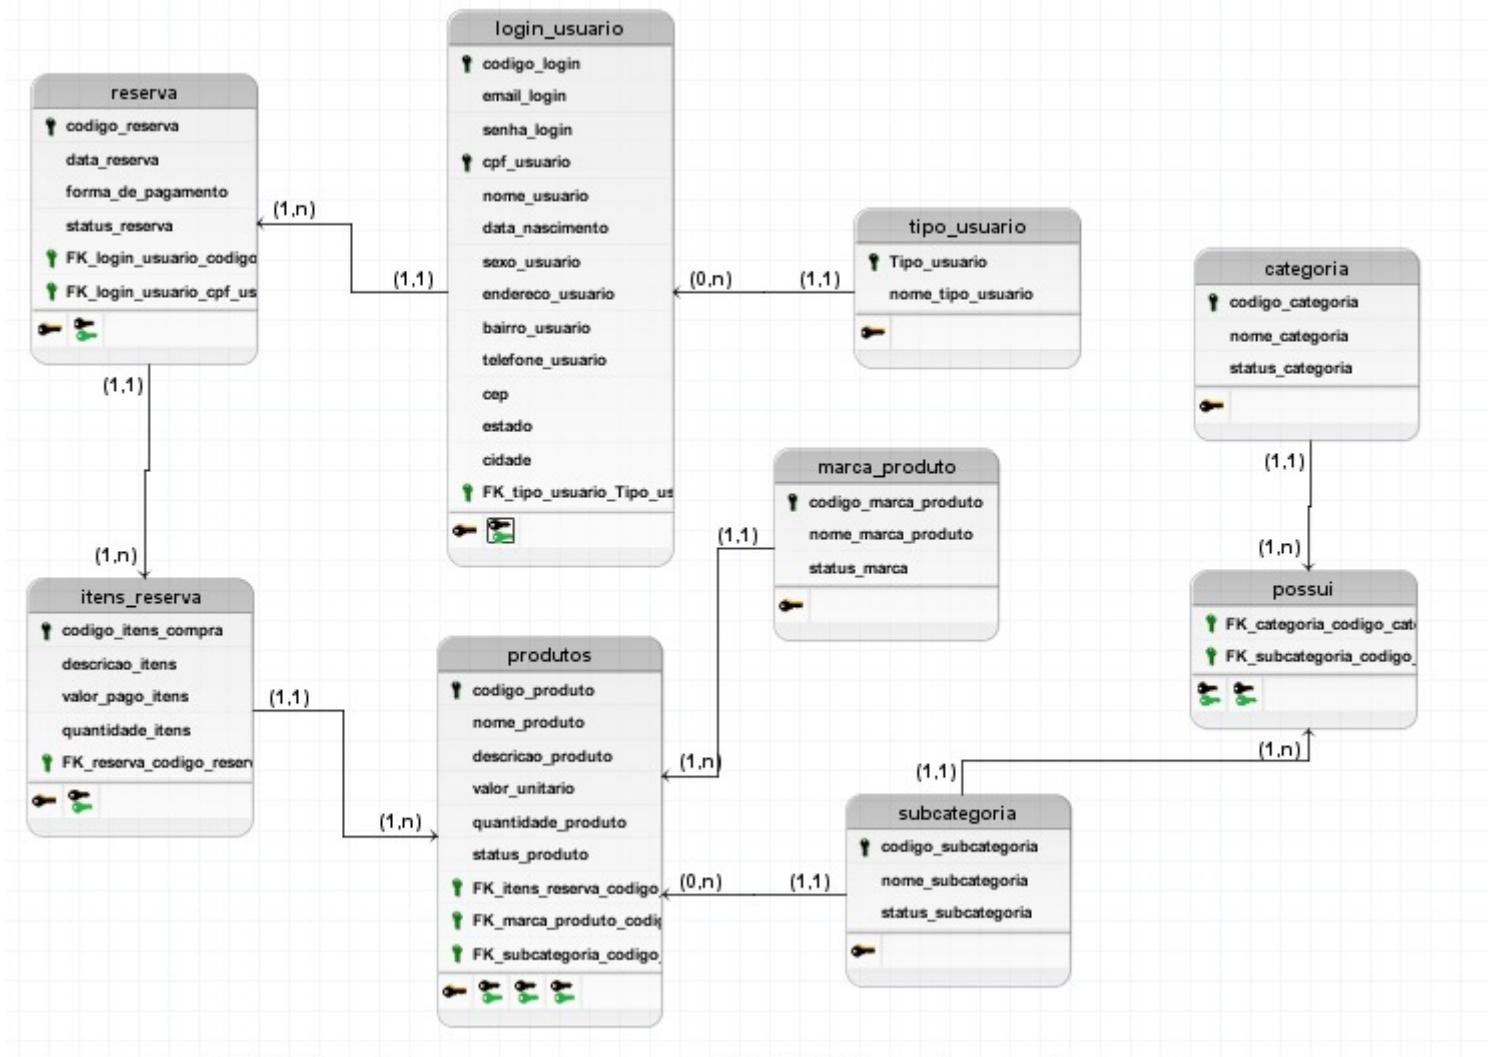 login_usuario
codigo_login
email_login
senha_login
cpf_usuario
nome_usuario
data_nascimento
sexo_usuario
endereco_usuario
bairro_usuario
telefone_usuario
cep
estado
cidade
FK_tipo_usuario_Tipo_us
reserva
codigo_reserva
data_reserva
forma_de_pagamento
status_reserva
FK_login_usuario_codigo
FK_login_usuario_cpf_us
(1,n)
(1,1)
tipo_usuario
Tipo_usuario
nome_tipo_usuario
(0,n)
(1,1)
categoria
codigo_categoria
nome_categoria
status_categoria
(1,1)
(1,n)
(1,1)
(1,n)
marca_produto
codigo_marca_produto
nome_marca_produto
status_marca
(1,1)
(1,n)
possui
FK_categoria_codigo_cat
FK_subcategoria_codigo_
(1,n)
(1,1)
itens_reserva
codigo_itens_compra
descricao_itens
valor_pago_itens
quantidade_itens
FK_reserva_codigo_reser
(1,1)
(1,n)
produtos
codigo_produto
nome_produto
descricao_produto
valor_unitario
quantidade_produto
status_produto
FK_itens_reserva_codigo
FK_marca_produto_codi
FK_subcategoria_codigo_
(0,n)
(1,1)
subcategoria
codigo_subcategoria
nome_subcategoria
status_subcategoria